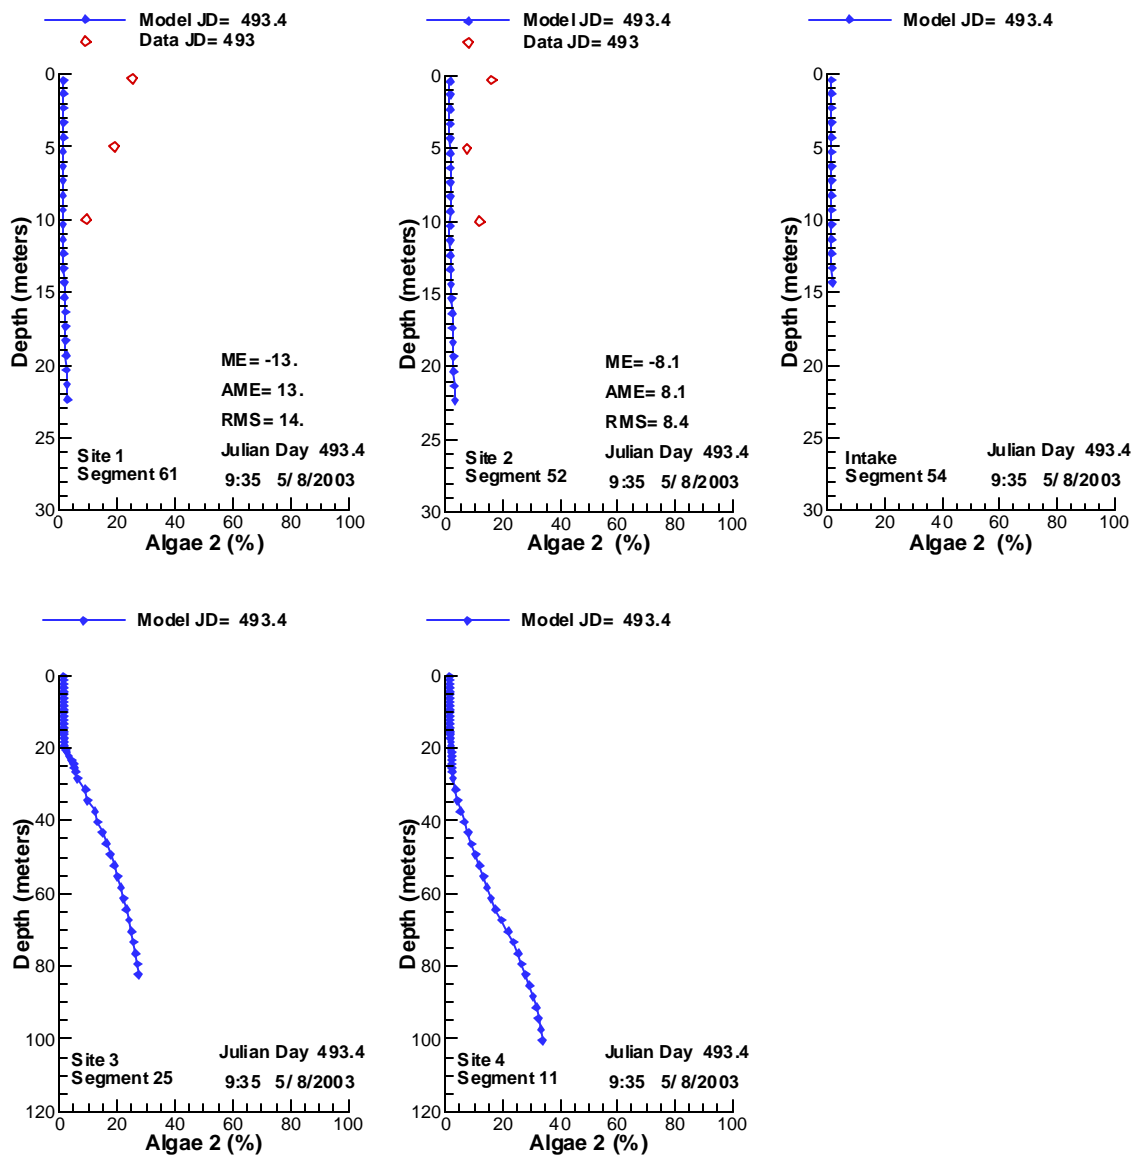 Model JD= 493.4
Data JD= 493
0
5
10
15
20
25
30
Depth (meters)
ME= -13.
AME= 13.
RMS= 14.
Julian Day 493.4
Site 1
Segment 61
9:35 5/ 8/2003
0 20 40 60 80 100
Algae 2 (%)
Model JD= 493.4
Data JD= 493
0
5
10
15
20
25
30
Depth (meters)
ME= -8.1
AME= 8.1
RMS= 8.4
Julian Day 493.4
Site 2
Segment 52
9:35 5/ 8/2003
0 20 40 60 80 100
Algae 2 (%)
Model JD= 493.4
0
5
10
15
20
25
30
Depth (meters)
Julian Day 493.4
Intake
Segment 54
9:35 5/ 8/2003
0 20 40 60 80 100
Algae 2 (%)
Model JD= 493.4
0
20
40
60
80
100
120
Depth (meters)
Julian Day 493.4
Site 3
Segment 25
9:35 5/ 8/2003
0 20 40 60 80 100
Algae 2 (%)
Model JD= 493.4
0
20
40
60
80
100
120
Depth (meters)
Julian Day 493.4
Site 4
Segment 11
9:35 5/ 8/2003
0 20 40 60 80 100
Algae 2 (%)